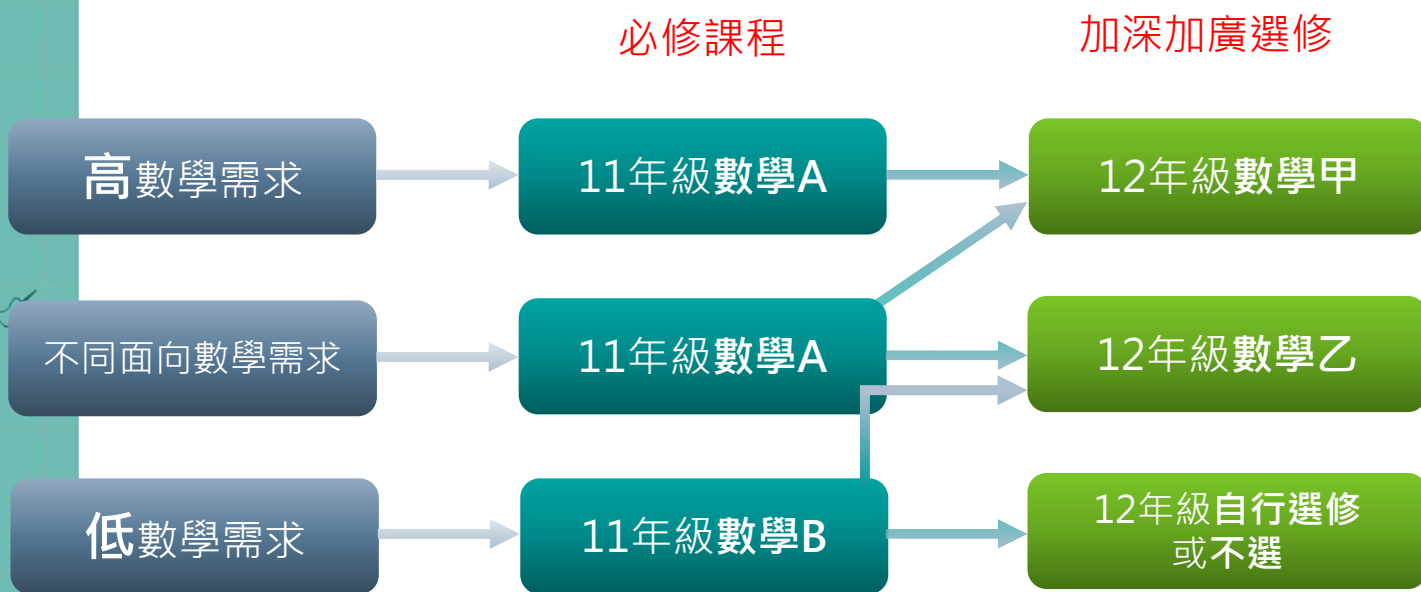 必修課程
加深加廣選修
高數學需求
11年級數學A
12年級數學甲
不同面向數學需求
11年級數學A
12年級數學乙
低數學需求
11年級數學B
12年級自行選修
或不選